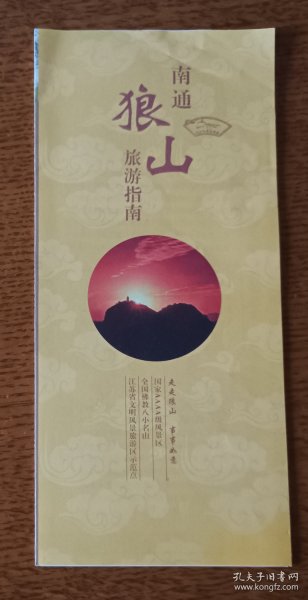 南通
狼山
旅游指南
走走狼山 事事如意
国家AAAA级风景区
全国佛教八小名山
江苏省文明风景旅游区示范点
孔夫子旧书网